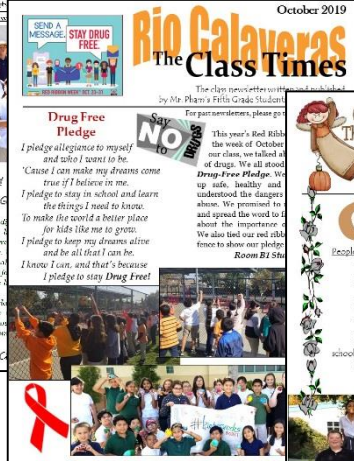 October 2019
SEND A
MESSAGE.
STAY DRUG
FREE.
RED RIBBON WEEK
Rio Calaveras
The Class Times
The class newsletter written and published
by Mr. Pham's Fifth Grade Student
For past newsletters, please go t
Drug Free
Pledge
I pledge allegiance to myself
and who I want to be.
'Cause I can make my dreams come
true if I believe in me.
I pledge to stay in school and learn
the things I need to know.
To make the world a better place
for kids like me to grow.
I pledge to keep my dreams alive
and be all that I can be.
I know I can, and that's because
I pledge to stay Drug Free!
Say
NO
TO
DRUGS
This year's Red Ribb
the week of October
our class, we talked ab
of drugs. We all stood
Drug-Free Pledge. We
up safe, healthy and
understood the dangers
abuse. We promised to
and spread the word to f
about the importance o
We also tied our red ribb
fence to show our pledge
Room B1 Stu
People
school